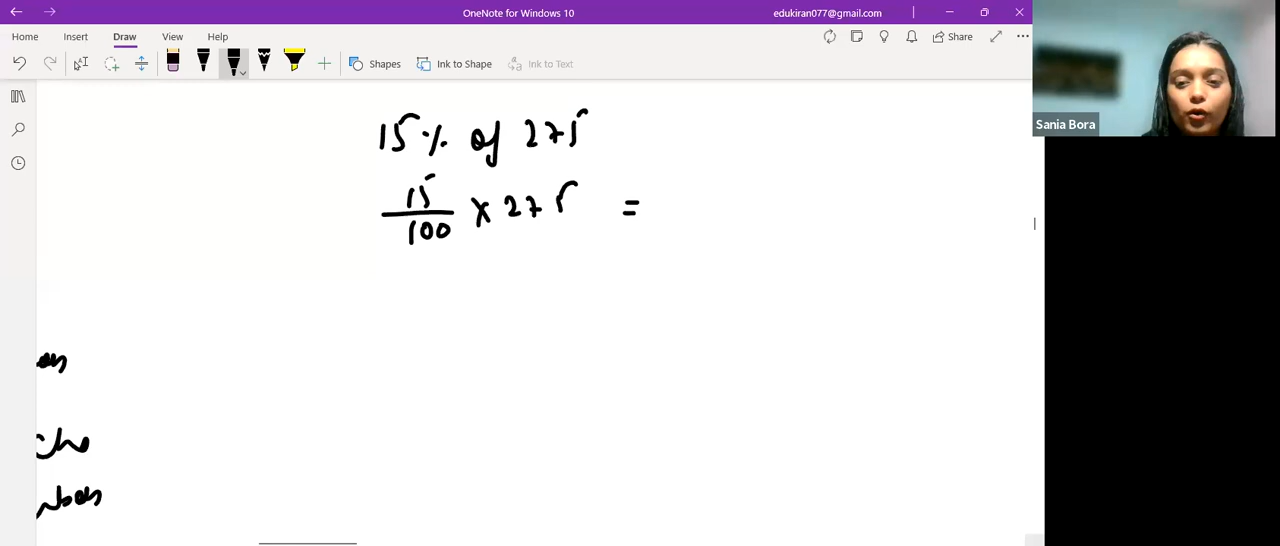 OneNote for Windows 10
edukiran077@gmail.com
Home Insert Draw View Help
Share
Shapes Ink to Shape Ink to Text
Sania Bora
15% of 275
15/100 × 275 =